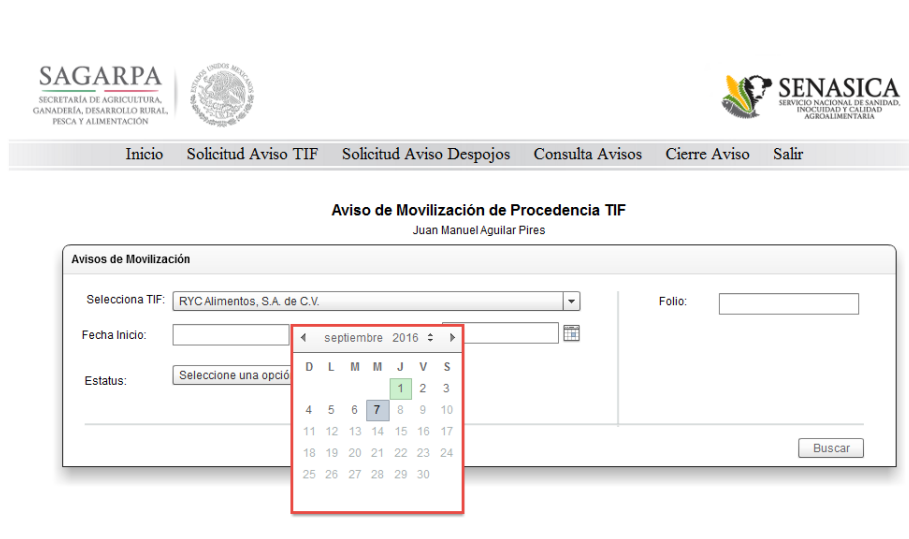 SAGARPA
SECRETARÍA DE AGRICULTURA,
GANADERÍA, DESARROLLO RURAL,
PESCA Y ALIMENTACIÓN
ESTADOS UNIDOS MEXICANOS
SENASICA
SERVICIO NACIONAL DE SANIDAD,
INOCUIDAD Y CALIDAD
AGROALIMENTARIA
Inicio Solicitud Aviso TIF Solicitud Aviso Despojos Consulta Avisos Cierre Aviso Salir
Aviso de Movilización de Procedencia TIF
Juan Manuel Aguilar Pires
Avisos de Movilización
Selecciona TIF: RYC Alimentos, S.A. de C.V. Folio:
Fecha Inicio:
septiembre 2016
D L M M J V S
Estatus: Seleccione una opció
1 2 3
4 5 6 7 8 9 10
11 12 13 14 15 16 17
18 19 20 21 22 23 24
25 26 27 28 29 30
Buscar